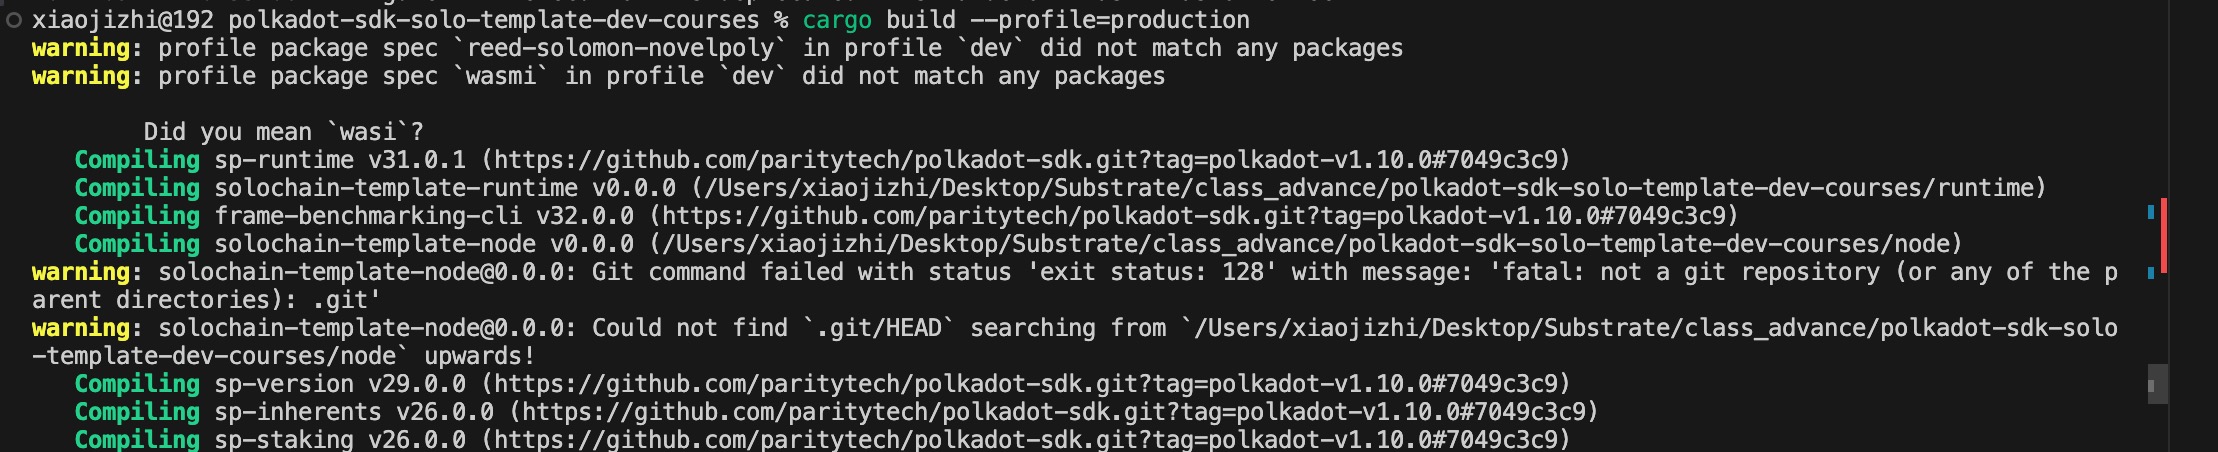 xiaojizhi@192 polkadot-sdk-solo-template-dev-courses % cargo build --profile=production
warning: profile package spec `reed-solomon-novelpoly` in profile `dev` did not match any packages
warning: profile package spec `wasmi` in profile `dev` did not match any packages
Did you mean `wasi`?
Compiling sp-runtime v31.0.1 (https://github.com/paritytech/polkadot-sdk.git?tag=polkadot-v1.10.0#7049c3c9)
Compiling solochain-template-runtime v0.0.0 (/Users/xiaojizhi/Desktop/Substrate/class_advance/polkadot-sdk-solo-template-dev-courses/runtime)
Compiling frame-benchmarking-cli v32.0.0 (https://github.com/paritytech/polkadot-sdk.git?tag=polkadot-v1.10.0#7049c3c9)
Compiling solochain-template-node v0.0.0 (/Users/xiaojizhi/Desktop/Substrate/class_advance/polkadot-sdk-solo-template-dev-courses/node)
warning: solochain-template-node@0.0.0: Git command failed with status 'exit status: 128' with message: 'fatal: not a git repository (or any of the p
arent directories): .git'
warning: solochain-template-node@0.0.0: Could not find `.git/HEAD` searching from `/Users/xiaojizhi/Desktop/Substrate/class_advance/polkadot-sdk-solo
-template-dev-courses/node` upwards!
Compiling sp-version v29.0.0 (https://github.com/paritytech/polkadot-sdk.git?tag=polkadot-v1.10.0#7049c3c9)
Compiling sp-inherents v26.0.0 (https://github.com/paritytech/polkadot-sdk.git?tag=polkadot-v1.10.0#7049c3c9)
Compiling sp-staking v26.0.0 (https://github.com/paritytech/polkadot-sdk.git?tag=polkadot-v1.10.0#7049c3c9)